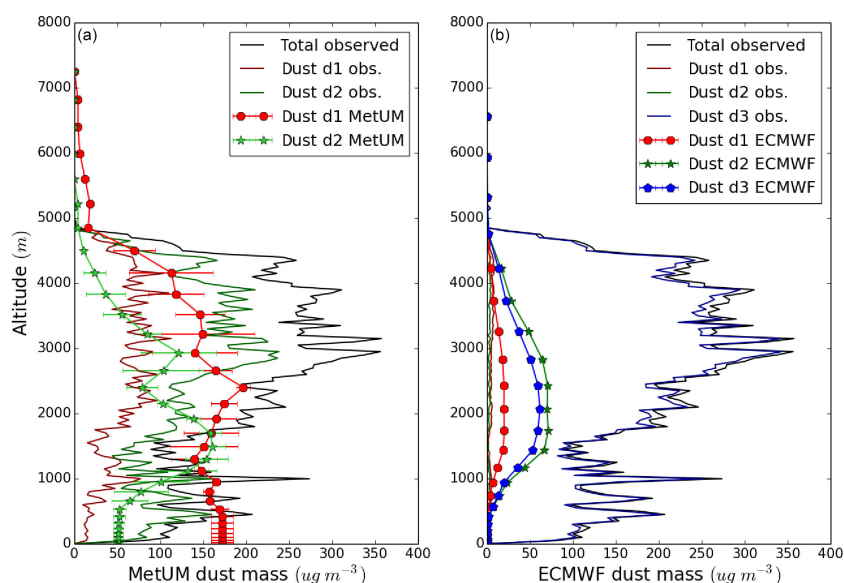 (a)
Total observed
Dust d1 obs.
Dust d2 obs.
Dust d1 MetUM
Dust d2 MetUM
8000
7000
6000
5000
4000
3000
2000
1000
0
Altitude (m)
0 50 100 150 200 250 300 350 400
MetUM dust mass (ug m⁻³)
(b)
Total observed
Dust d1 obs.
Dust d2 obs.
Dust d3 obs.
Dust d1 ECMWF
Dust d2 ECMWF
Dust d3 ECMWF
8000
7000
6000
5000
4000
3000
2000
1000
0
0 50 100 150 200 250 300 350 400
ECMWF dust mass (ug m⁻³)